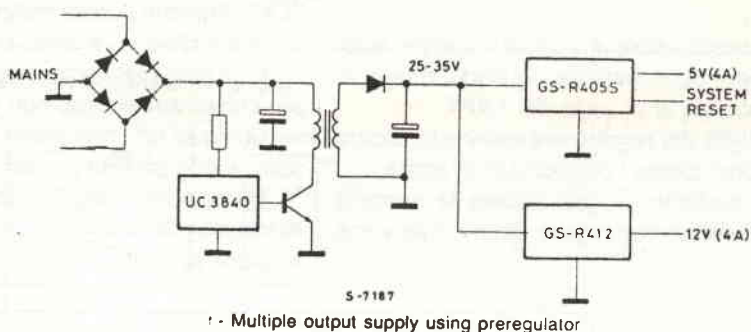 MAINS
25-35V
GS-R405S
5V(4A)
SYSTEM
RESET
UC 3840
GS-R412
12V (4A)
S-7187
- Multiple output supply using preregulator